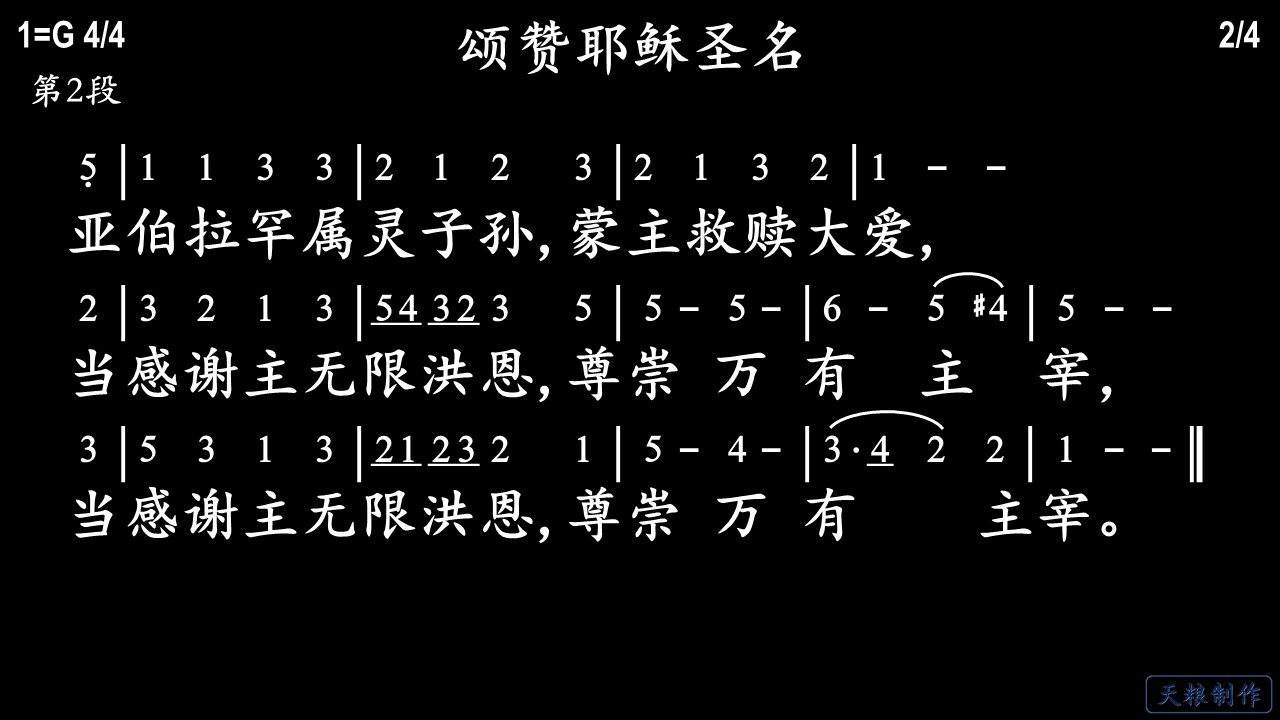 1=G 4/4
颂赞耶稣圣名
2/4
第2段
5̣ | 1 1 3 3 | 2 1 2 3 | 2 1 3 2 | 1 – –
亚伯拉罕属灵子孙,蒙主救赎大爱,
2 | 3 2 1 3 | 54 32 3 5 | 5 – 5 – | 6 – 5 #4 | 5 – –
当感谢主无限洪恩,尊崇 万 有 主 宰,
3 | 5 3 1 3 | 21 23 2 1 | 5 – 4 – | 3· 4 2 2 | 1 – – ‖
当感谢主无限洪恩,尊崇 万 有 主宰。
天粮制作